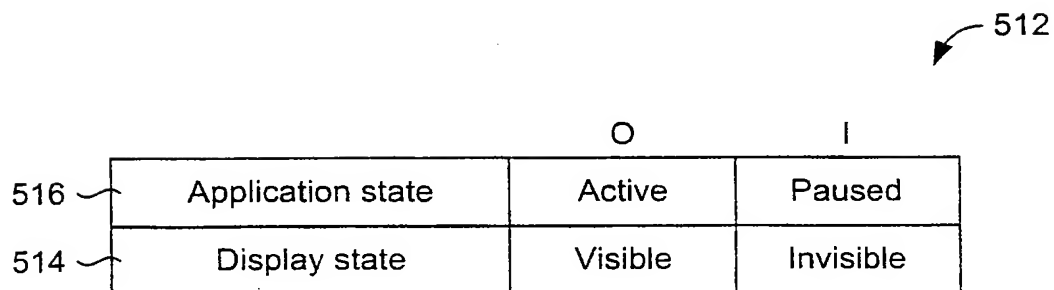 512
O I
516 Application state Active Paused
514 Display state Visible Invisible